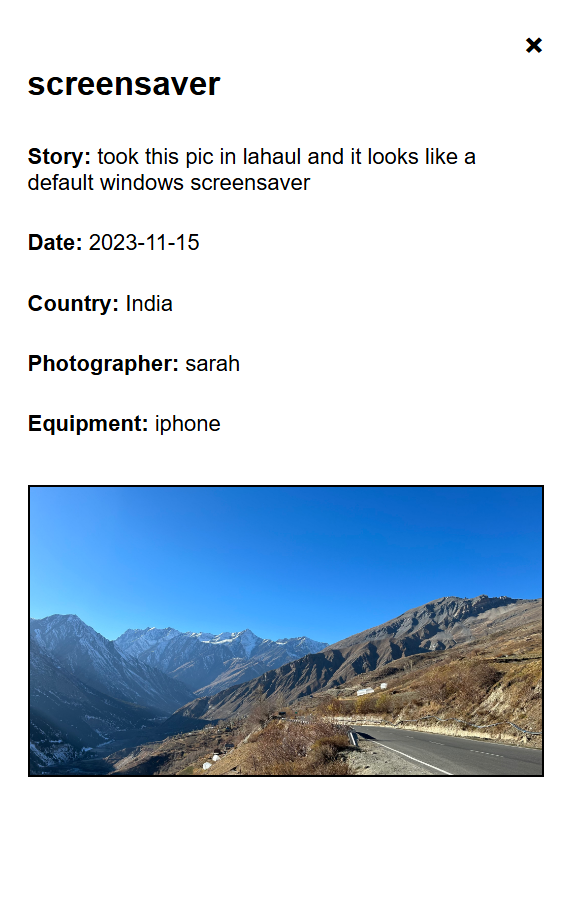 screensaver
Story: took this pic in lahaul and it looks like a
default windows screensaver
Date: 2023-11-15
Country: India
Photographer: sarah
Equipment: iphone